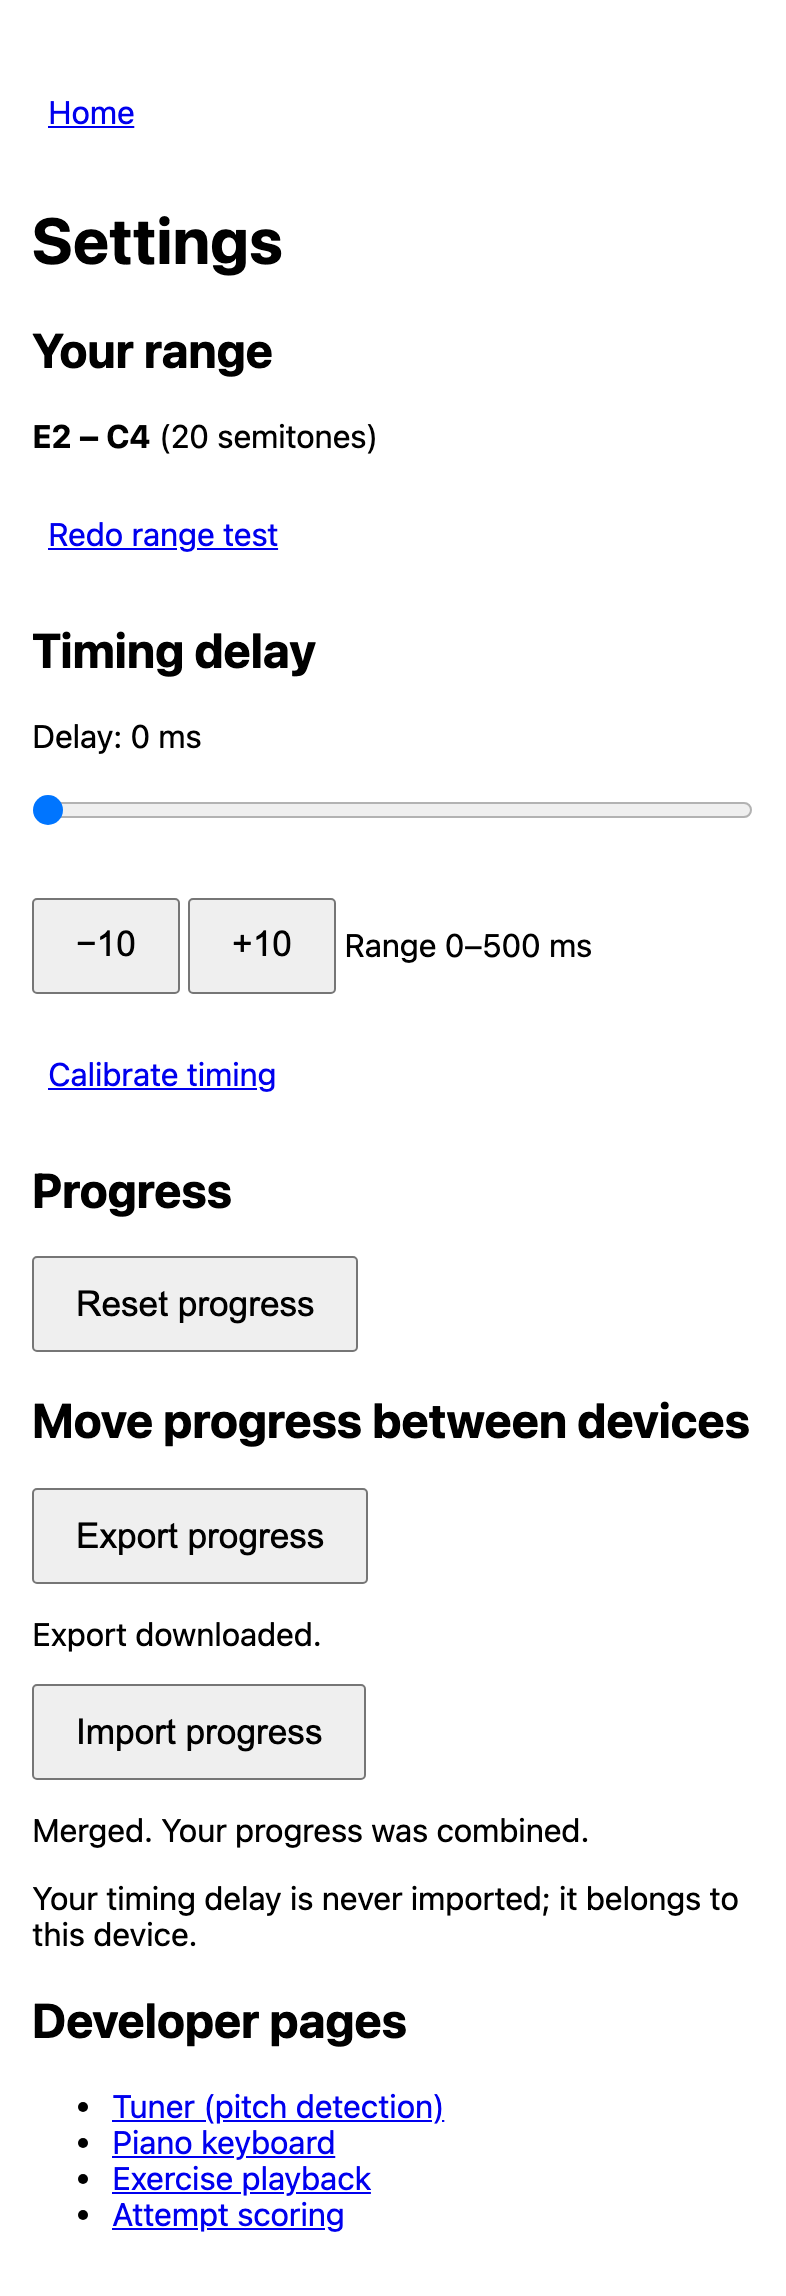 Home
Settings
Your range
E2 – C4 (20 semitones)
Redo range test
Timing delay
Delay: 0 ms
−10 +10 Range 0–500 ms
Calibrate timing
Progress
Reset progress
Move progress between devices
Export progress
Export downloaded.
Import progress
Merged. Your progress was combined.
Your timing delay is never imported; it belongs to
this device.
Developer pages
• Tuner (pitch detection)
• Piano keyboard
• Exercise playback
• Attempt scoring